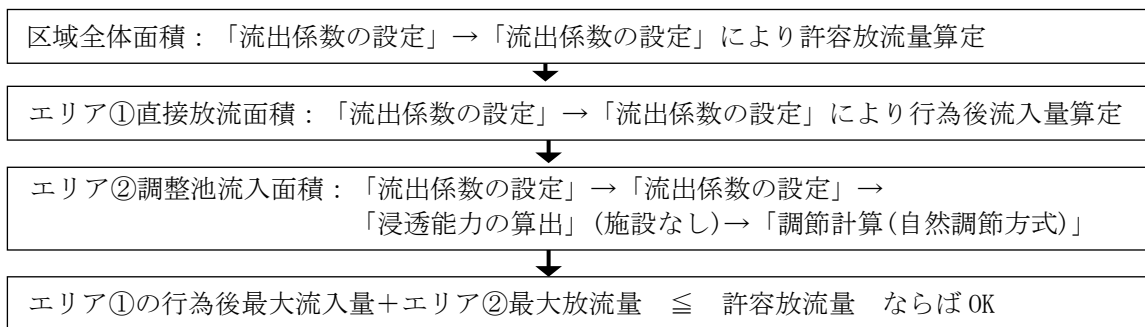 区域全体面積：「流出係数の設定」→「流出係数の設定」により許容放流量算定
エリア①直接放流面積：「流出係数の設定」→「流出係数の設定」により行為後流入量算定
エリア②調整池流入面積：「流出係数の設定」→「流出係数の設定」→
「浸透能力の算出」(施設なし)→「調節計算(自然調節方式)」
エリア①の行為後最大流入量＋エリア②最大放流量　≦　許容放流量　ならば OK